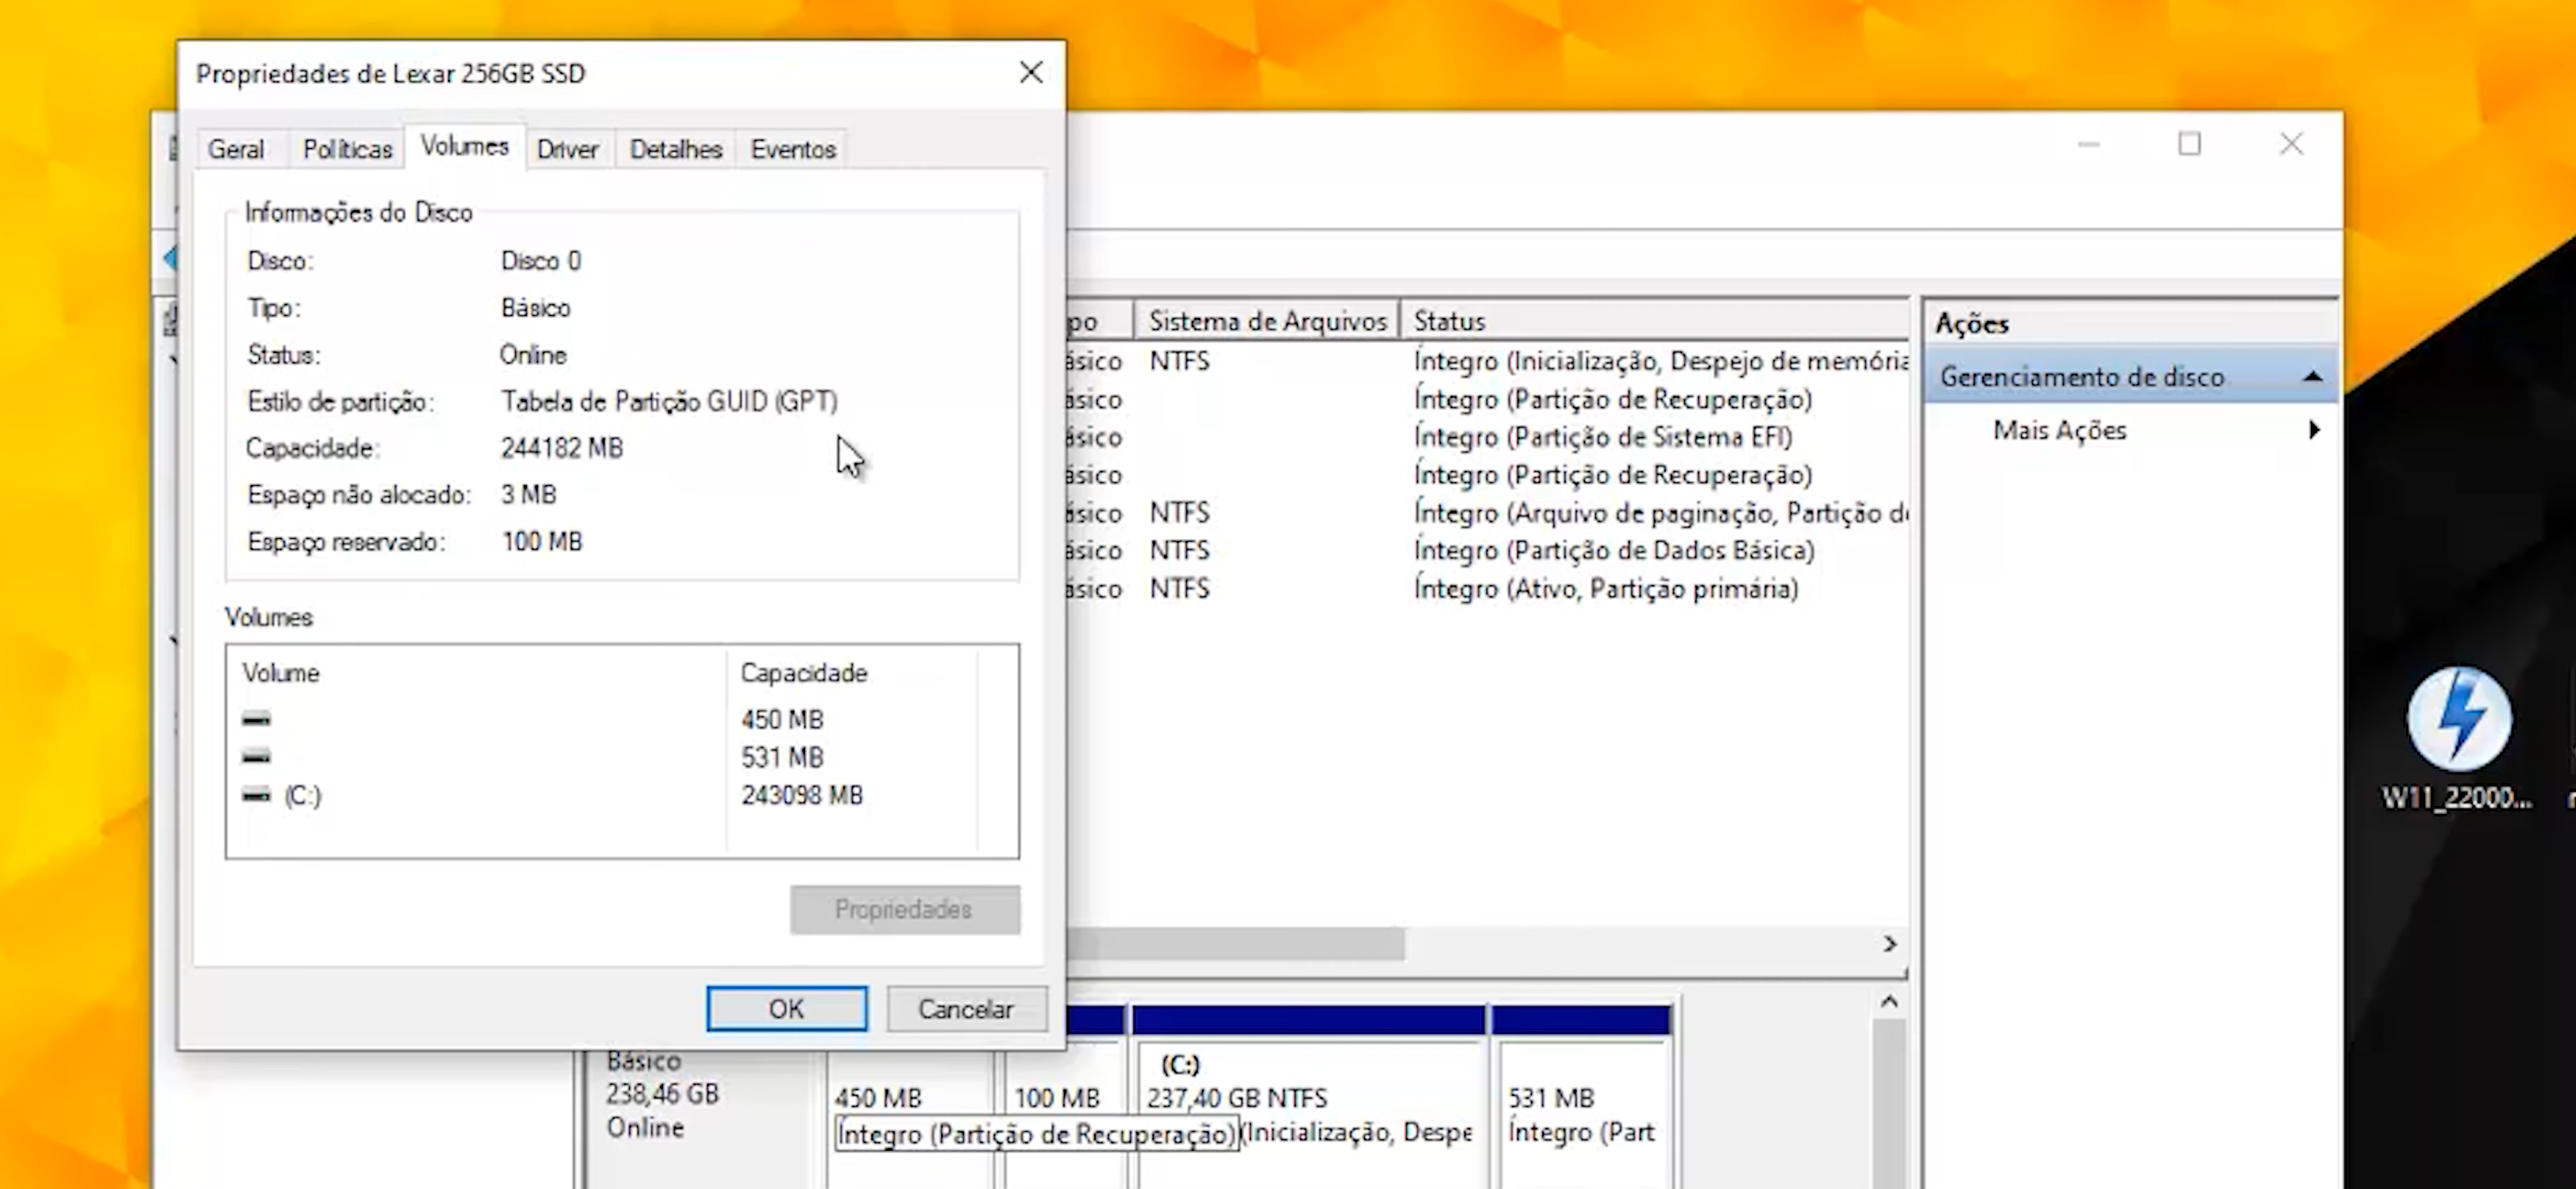 Propriedades de Lexar 256GB SSD
Geral Políticas Volumes Driver Detalhes Eventos
Informações do Disco
Disco: Disco 0
Tipo: Básico
Status: Online
Estilo de partição: Tabela de Partição GUID (GPT)
Capacidade: 244182 MB
Espaço não alocado: 3 MB
Espaço reservado: 100 MB
Volumes
Volume Capacidade
450 MB
531 MB
(C:) 243098 MB
Propriedades
OK Cancelar
po Sistema de Arquivos Status
ásico NTFS Íntegro (Inicialização, Despejo de memória
ásico Íntegro (Partição de Recuperação)
ásico Íntegro (Partição de Sistema EFI)
ásico Íntegro (Partição de Recuperação)
ásico NTFS Íntegro (Arquivo de paginação, Partição d
ásico NTFS Íntegro (Partição de Dados Básica)
ásico NTFS Íntegro (Ativo, Partição primária)
Ações
Gerenciamento de disco
Mais Ações
W11_22000...
Básico
238,46 GB
Online
450 MB
Íntegro (Partição de Recuperação)
100 MB
(C:)
237,40 GB NTFS
(Inicialização, Despe
531 MB
Íntegro (Part